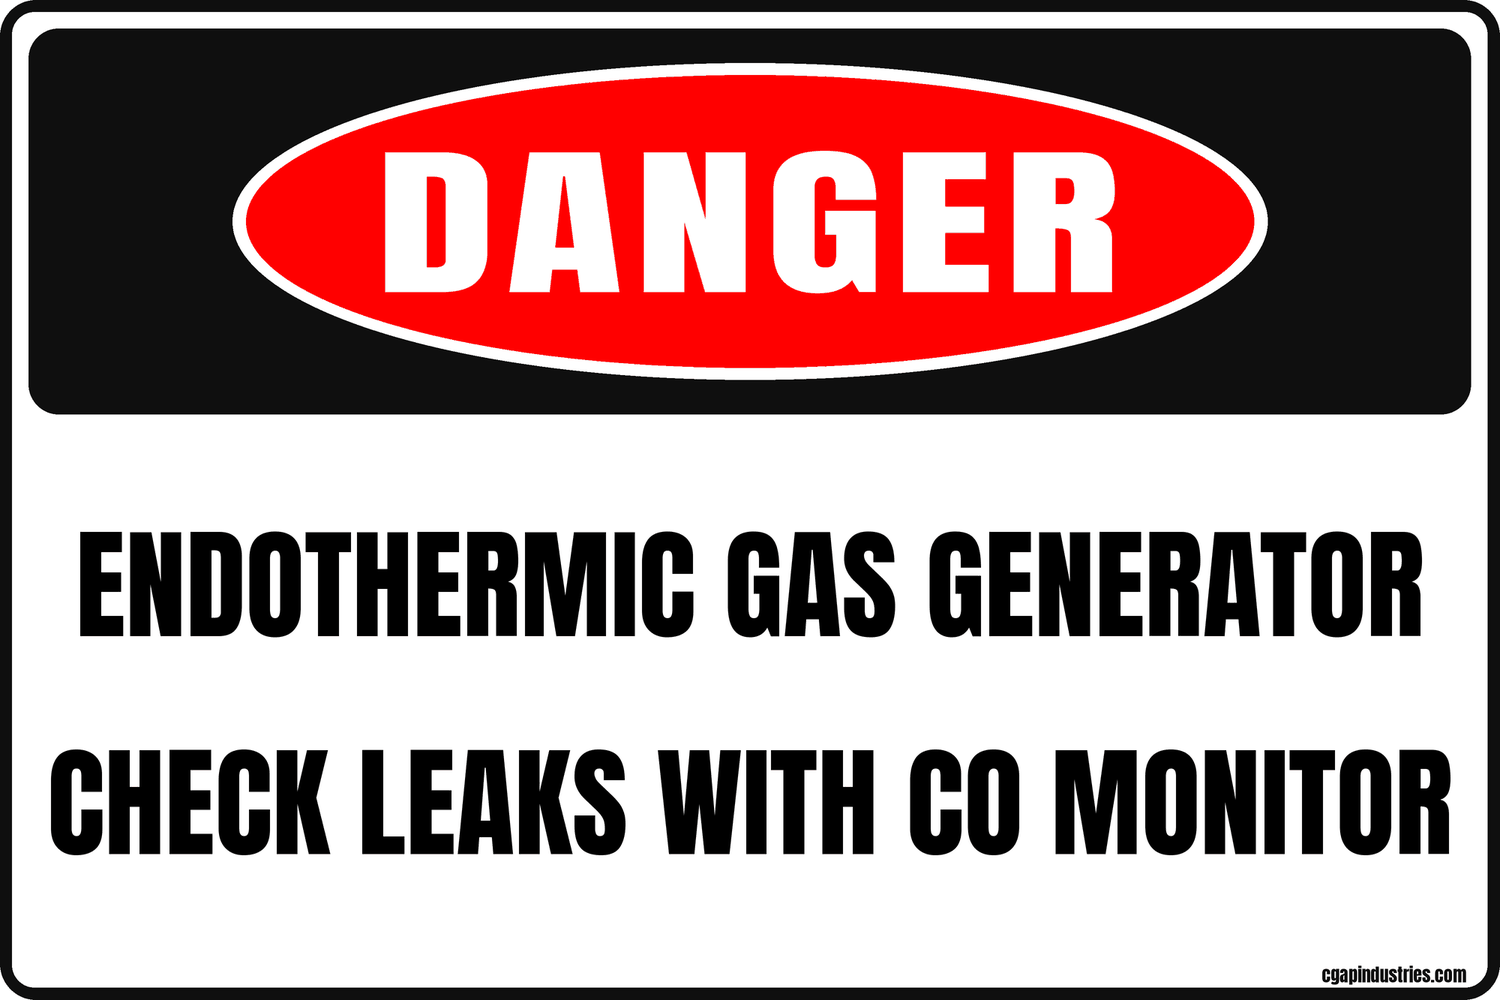 DANGER
ENDOTHERMIC GAS GENERATOR
CHECK LEAKS WITH CO MONITOR
cgapindustries.com